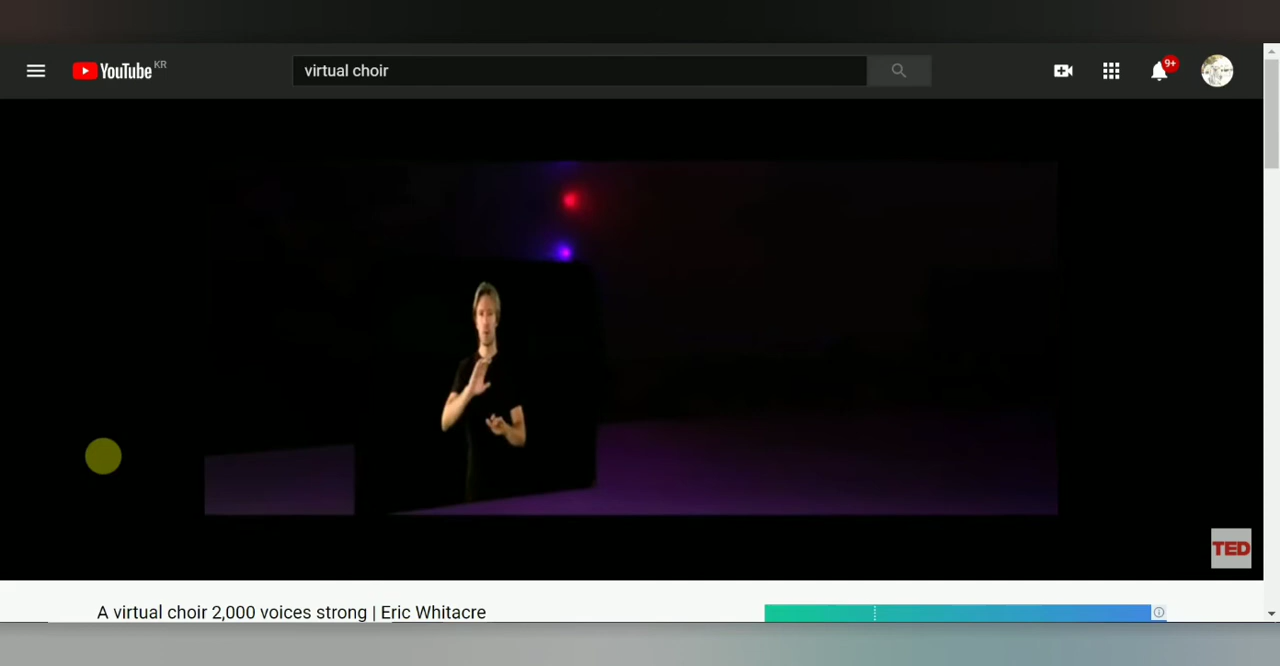 YouTube KR
virtual choir
9+
TED
A virtual choir 2,000 voices strong | Eric Whitacre